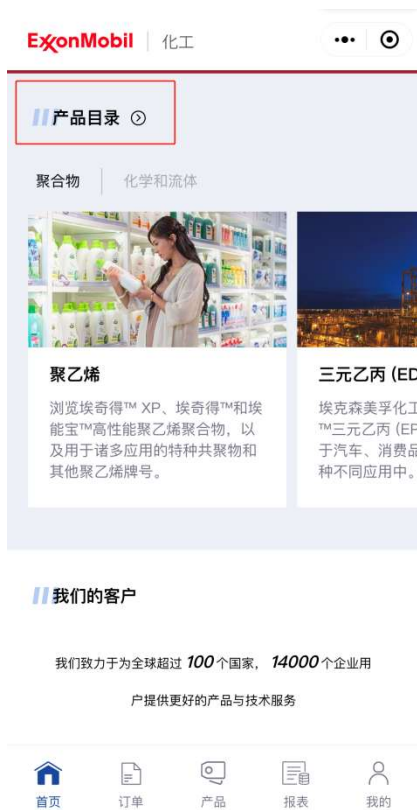 ExxonMobil 化工
产品目录
聚合物 化学和流体
聚乙烯
浏览埃奇得™ XP、埃奇得™和埃
能宝™高性能聚乙烯聚合物，以
及用于诸多应用的特种共聚物和
其他聚乙烯牌号。
三元乙丙 (ED
埃克森美孚化工
™三元乙丙 (EP
于汽车、消费品
种不同应用中。
我们的客户
我们致力于为全球超过 100 个国家， 14000 个企业用
户提供更好的产品与技术服务
首页 订单 产品 报表 我的